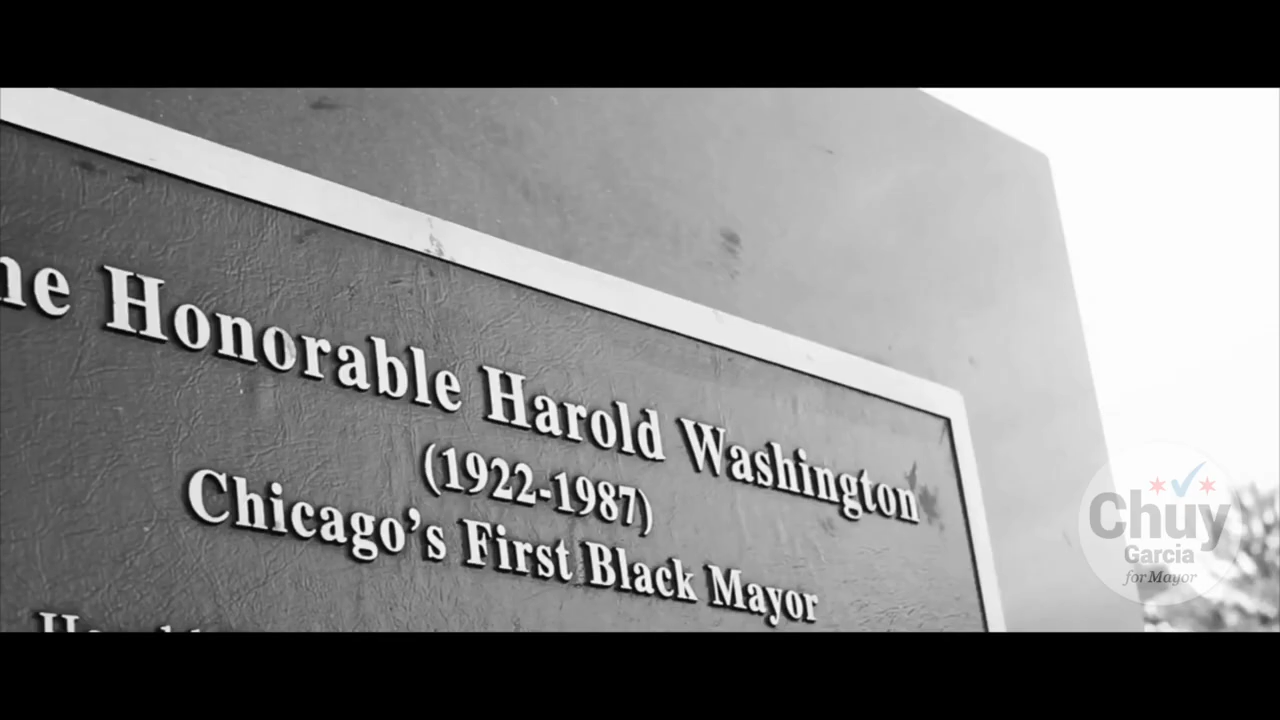 he Honorable Harold Washington
(1922-1987)
Chicago's First Black Mayor
Chuy
Garcia
for Mayor